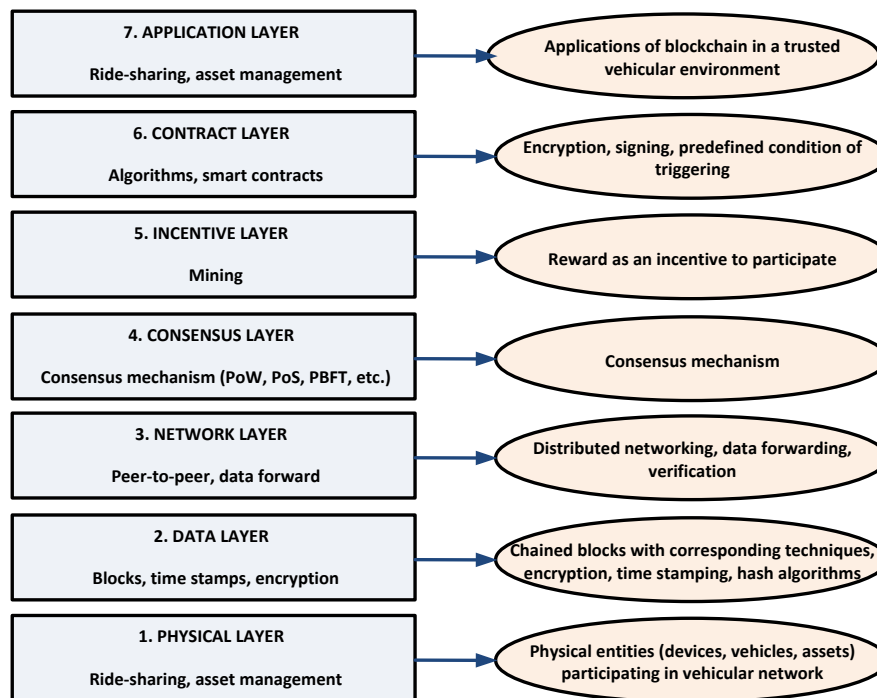 7. APPLICATION LAYER
Ride-sharing, asset management
Applications of blockchain in a trusted
vehicular environment
6. CONTRACT LAYER
Algorithms, smart contracts
Encryption, signing, predefined condition of
triggering
5. INCENTIVE LAYER
Mining
Reward as an incentive to participate
4. CONSENSUS LAYER
Consensus mechanism (PoW, PoS, PBFT, etc.)
Consensus mechanism
3. NETWORK LAYER
Peer-to-peer, data forward
Distributed networking, data forwarding,
verification
2. DATA LAYER
Blocks, time stamps, encryption
Chained blocks with corresponding techniques,
encryption, time stamping, hash algorithms
1. PHYSICAL LAYER
Ride-sharing, asset management
Physical entities (devices, vehicles, assets)
participating in vehicular network